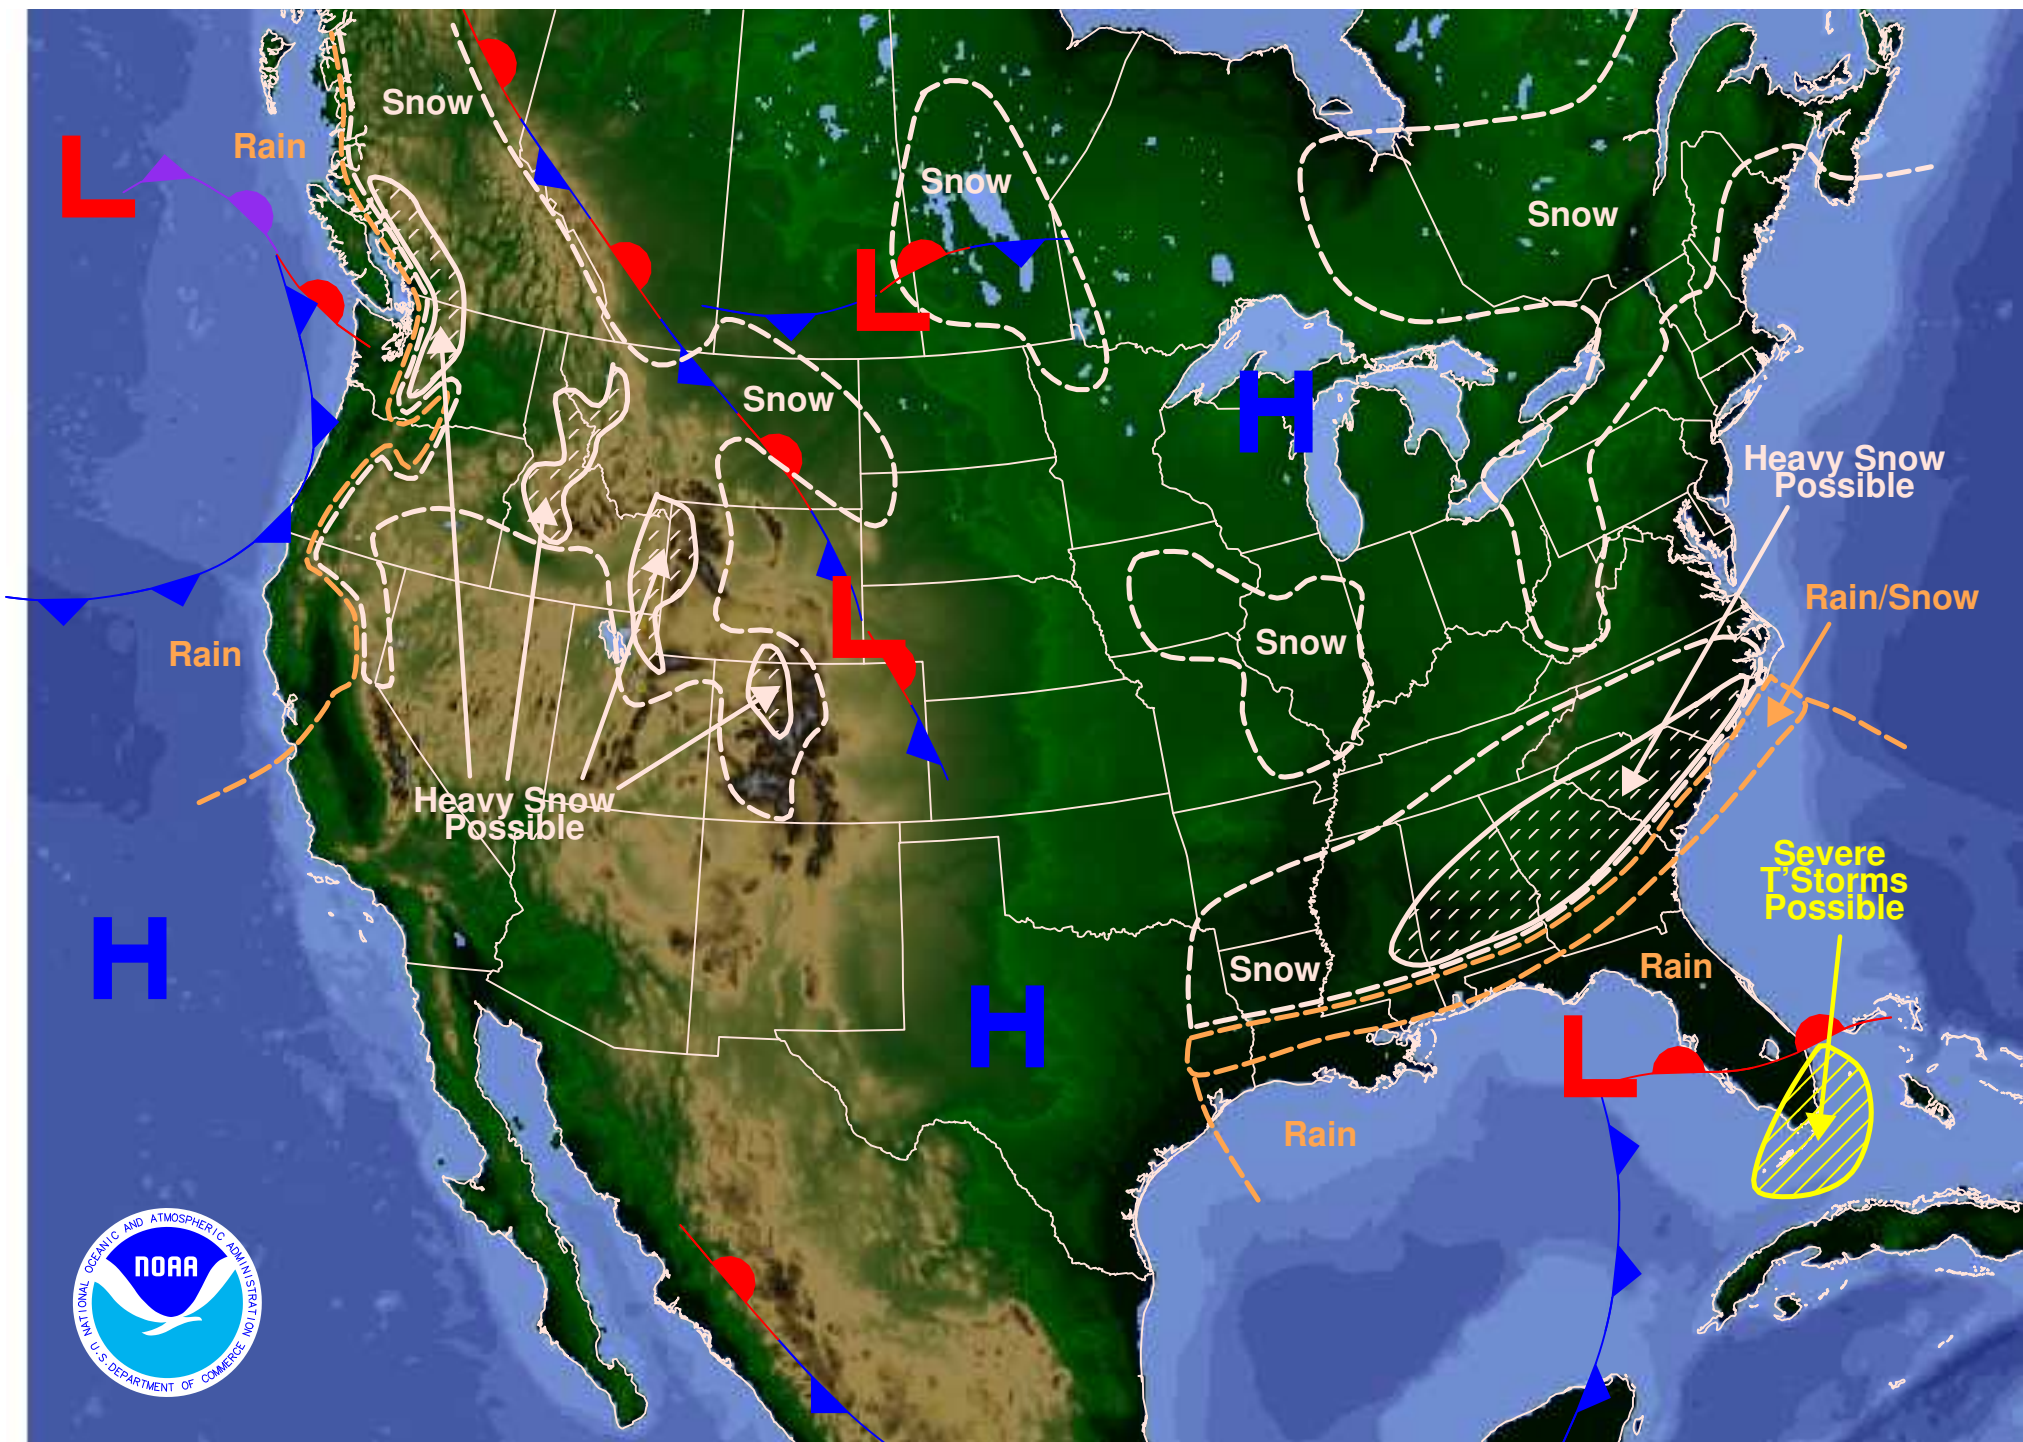 Snow
Rain
L
Snow
Snow
L
H
Snow
Heavy Snow
Possible
Rain/Snow
L
Snow
Rain
Heavy Snow
Possible
Severe
T'Storms
Possible
H
Snow
Rain
H
L
Rain
NOAA
NATIONAL OCEANIC AND ATMOSPHERIC ADMINISTRATION
U.S. DEPARTMENT OF COMMERCE